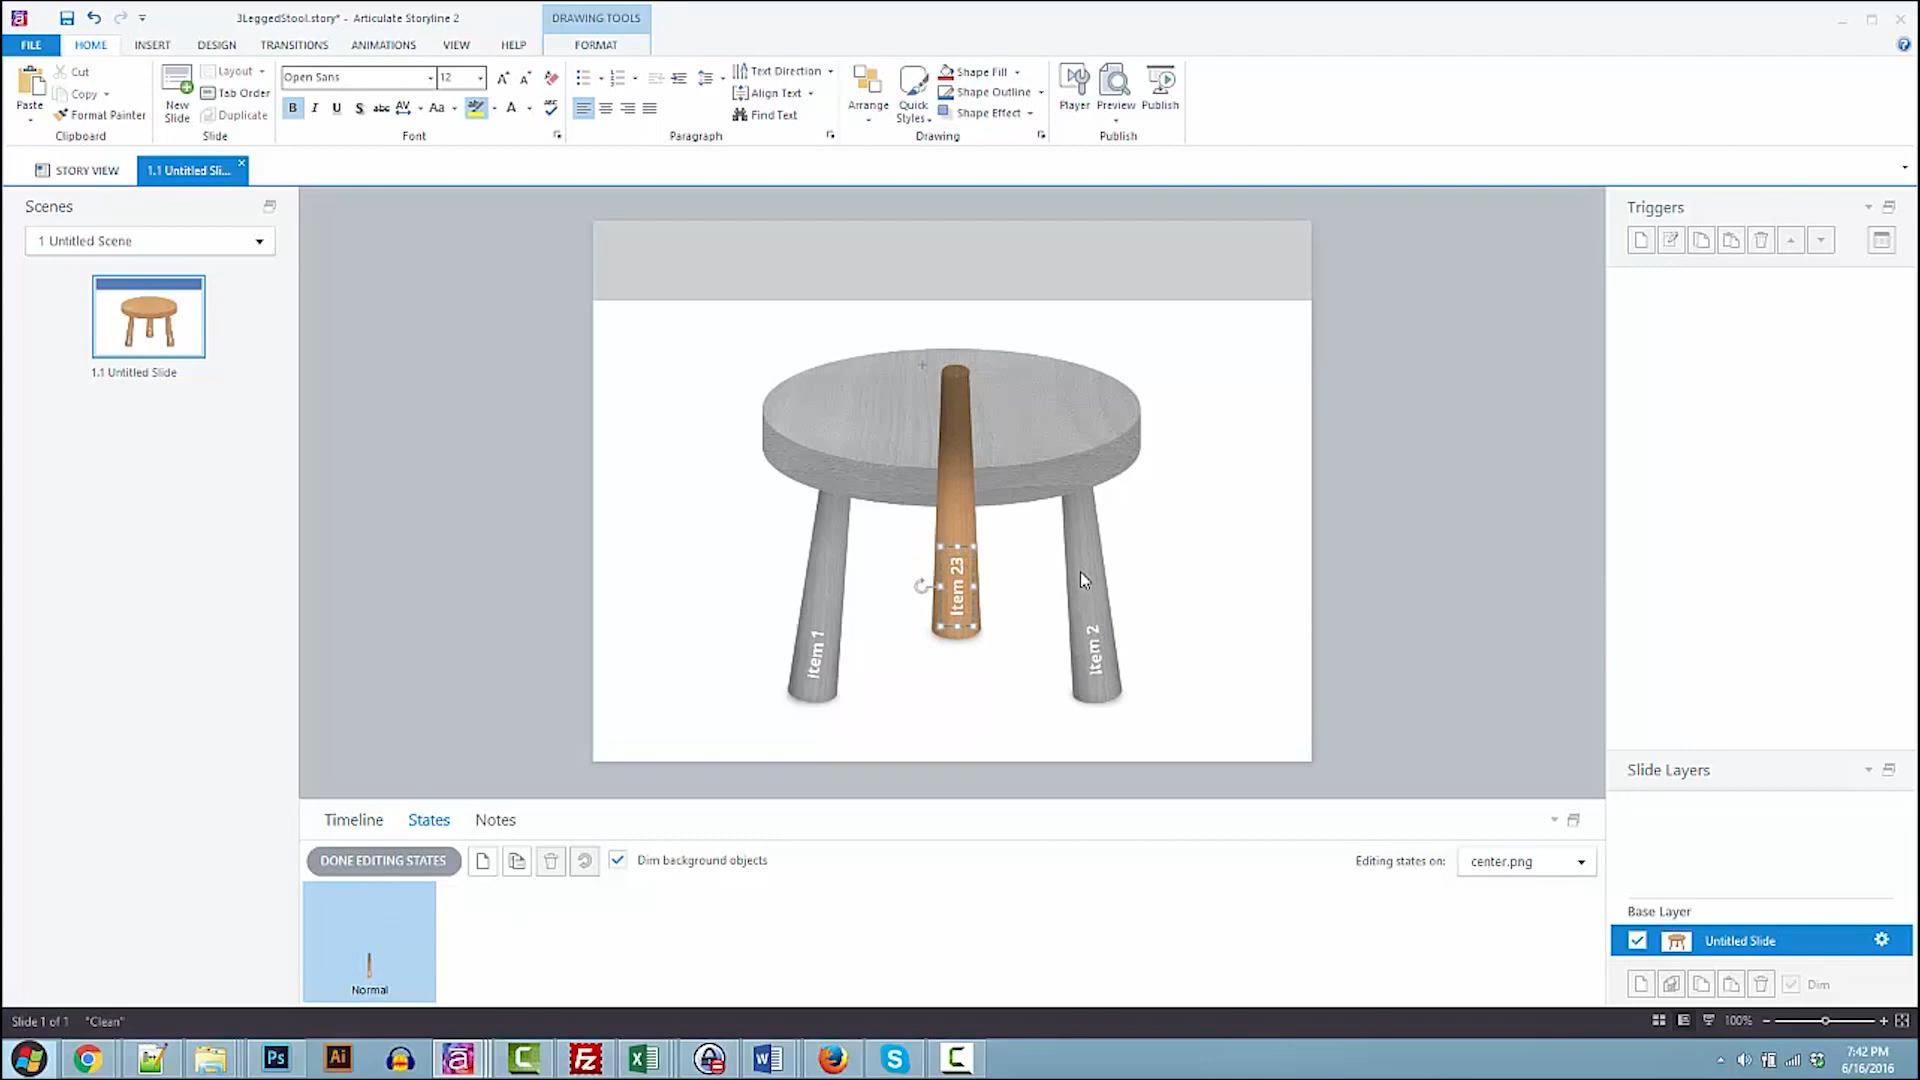 3LeggedStool.story* - Articulate Storyline 2
DRAWING TOOLS
FILE HOME INSERT DESIGN TRANSITIONS ANIMATIONS VIEW HELP FORMAT
Paste
Cut
Copy
Format Painter
Clipboard
New Slide
Layout
Tab Order
Duplicate
Slide
Open Sans 12
B I U S abc AV Aa A
Font
Text Direction
Align Text
Find Text
Paragraph
Arrange
Quick Styles
Shape Fill
Shape Outline
Shape Effect
Drawing
Player
Preview
Publish
Publish
STORY VIEW
1.1 Untitled Sli...
Scenes
1 Untitled Scene
1.1 Untitled Slide
Item 1
Item 23
Item 2
Triggers
Slide Layers
Base Layer
Untitled Slide
Dim
Timeline States Notes
DONE EDITING STATES
Dim background objects
Editing states on: center.png
Normal
Slide 1 of 1 "Clean"
100%
Ps
Ai
7:42 PM
6/16/2016